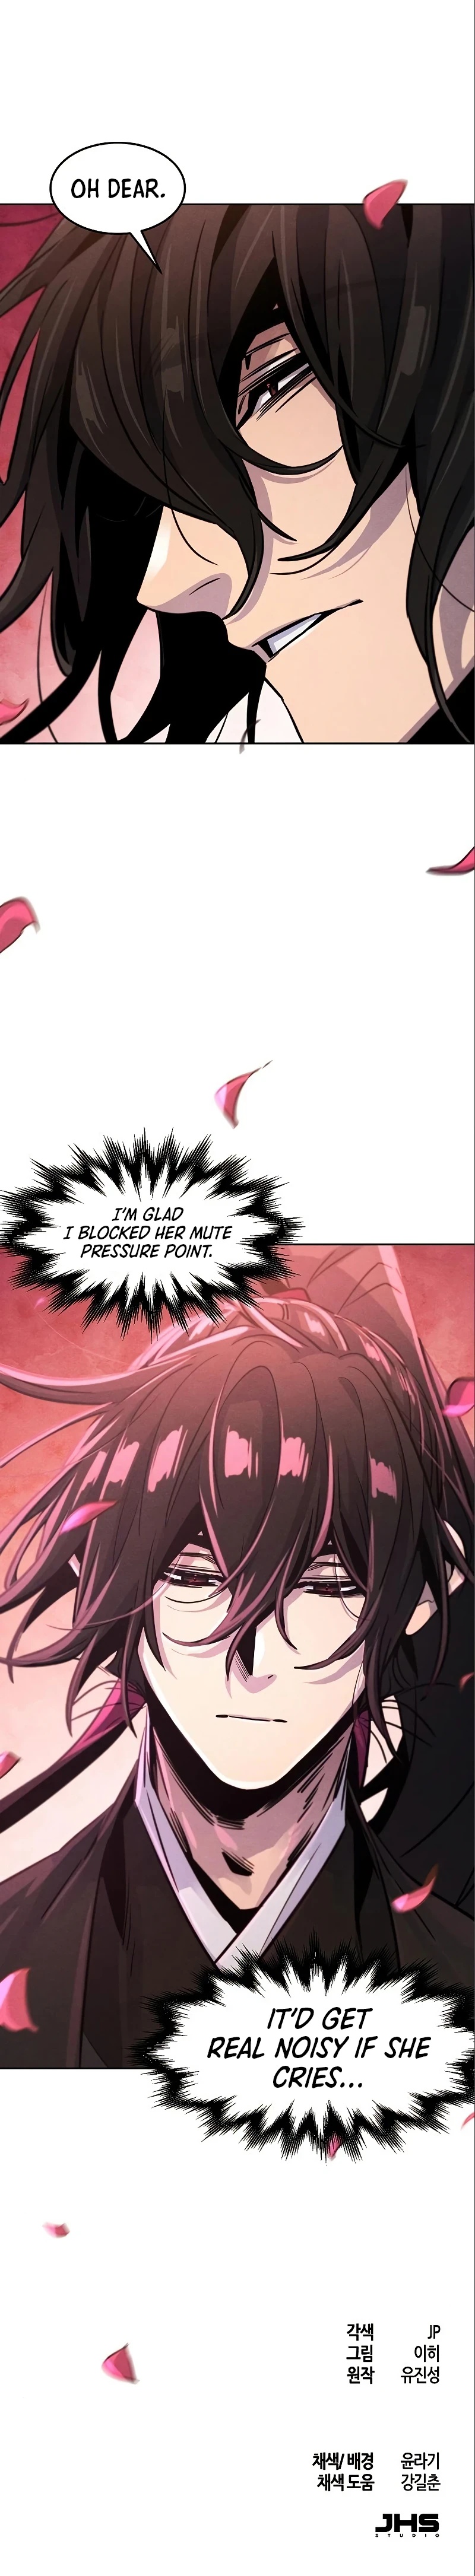 OH DEAR.
I'M GLAD
I BLOCKED HER MUTE
PRESSURE POINT.
IT'D GET
REAL NOISY IF SHE
CRIES...
각색 JP
그림 이히
원작 유진성
채색/배경 윤라기
채색 도움 강길춘
JHS
STUDIO